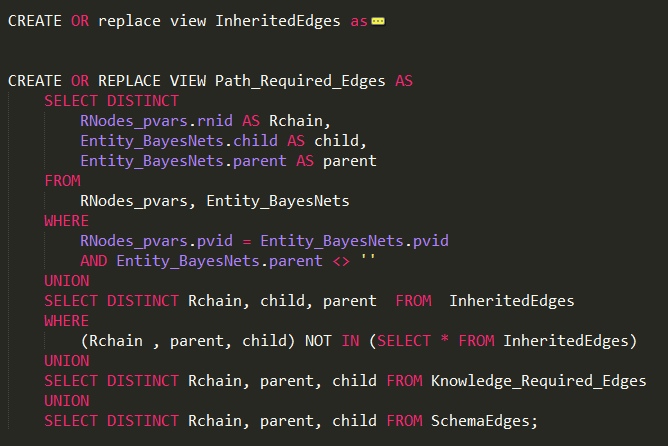 CREATE OR replace view InheritedEdges as
CREATE OR REPLACE VIEW Path_Required_Edges AS
SELECT DISTINCT
RNodes_pvars.rnid AS Rchain,
Entity_BayesNets.child AS child,
Entity_BayesNets.parent AS parent
FROM
RNodes_pvars, Entity_BayesNets
WHERE
RNodes_pvars.pvid = Entity_BayesNets.pvid
AND Entity_BayesNets.parent <> ''
UNION
SELECT DISTINCT Rchain, child, parent  FROM  InheritedEdges
WHERE
(Rchain , parent, child) NOT IN (SELECT * FROM InheritedEdges)
UNION
SELECT DISTINCT Rchain, parent, child FROM Knowledge_Required_Edges
UNION
SELECT DISTINCT Rchain, parent, child FROM SchemaEdges;